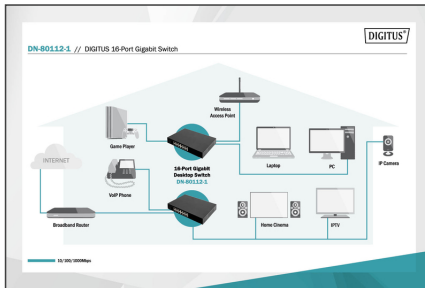 DIGITUS®
DN-80112-1 // DIGITUS 16-Port Gigabit Switch
Wireless
Access Point
Game Player
INTERNET
16-Port Gigabit
Desktop Switch
DN-80112-1
Laptop
PC
IP Camera
VoIP Phone
Broadband Router
Home Cinema
IPTV
10/100/1000Mbps